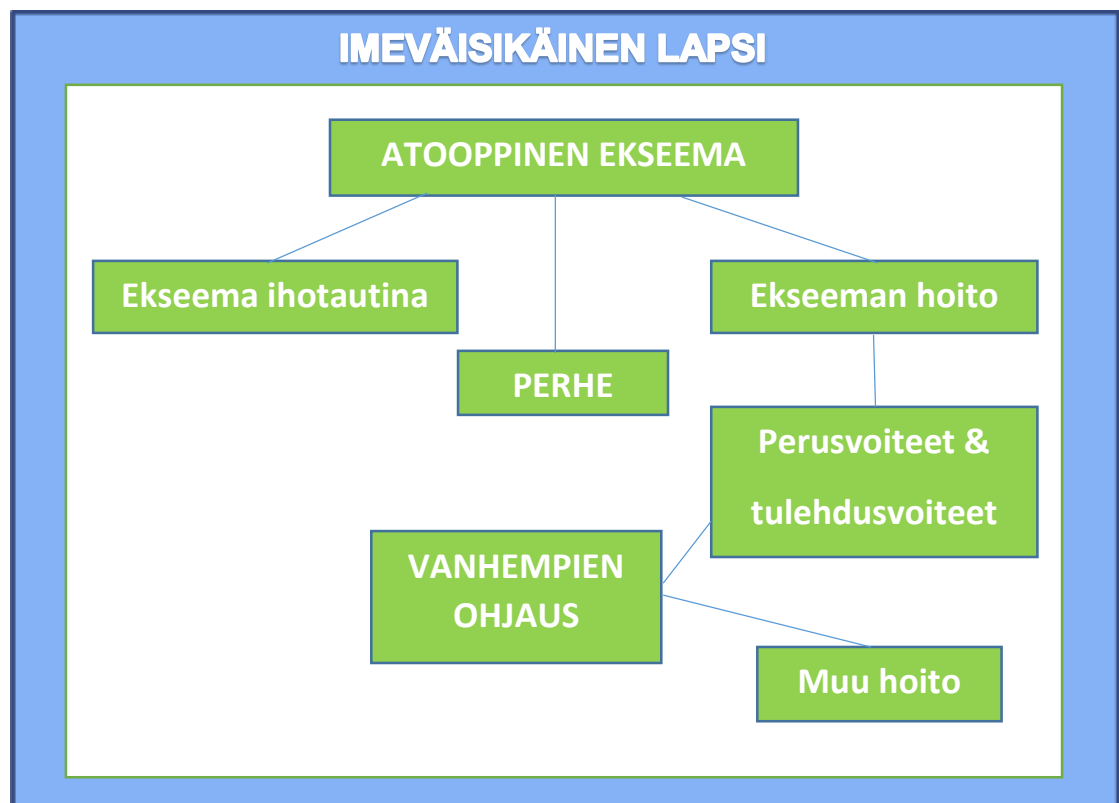 IMEVÄISIKÄINEN LAPSI
ATOOPPINEN EKSEEMA
Ekseema ihotautina
Ekseeman hoito
PERHE
Perusvoiteet &
tulehdusvoiteet
VANHEMPIEN
OHJAUS
Muu hoito